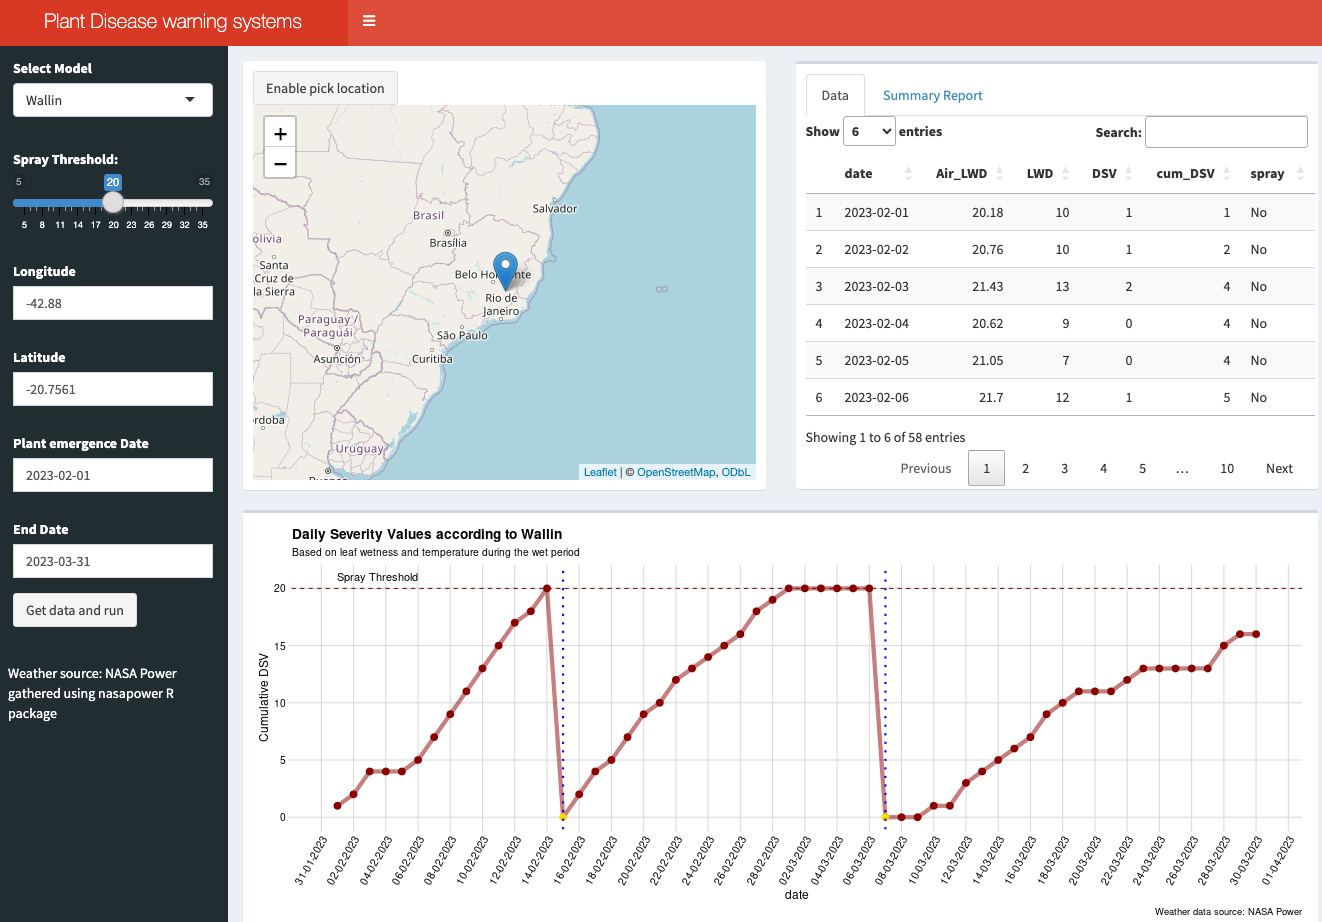 Plant Disease warning systems
Select Model
Wallin
Spray Threshold:
5 20 35
5 8 11 14 17 20 23 26 29 32 35
Longitude
-42.88
Latitude
-20.7561
Plant emergence Date
2023-02-01
End Date
2023-03-31
Get data and run
Weather source: NASA Power
gathered using nasapower R
package
Enable pick location
+
−
Salvador
Brasil
Brasília
olivia
Santa
Cruz de
la Sierra
Belo Ho nte
Rio de
Janeiro
Paraguay /
Paraguái
São Paulo
Asunción
Curitiba
rdoba
Uruguay
Leaflet | © OpenStreetMap, ODbL
Data Summary Report
Show 6 entries Search:
date Air_LWD LWD DSV cum_DSV spray
1 2023-02-01 20.18 10 1 1 No
2 2023-02-02 20.76 10 1 2 No
3 2023-02-03 21.43 13 2 4 No
4 2023-02-04 20.62 9 0 4 No
5 2023-02-05 21.05 7 0 4 No
6 2023-02-06 21.7 12 1 5 No
Showing 1 to 6 of 58 entries
Previous 1 2 3 4 5 … 10 Next
Daily Severity Values according to Wallin
Based on leaf wetness and temperature during the wet period
Spray Threshold
20
15
10
5
0
Cumulative DSV
31-01-2023 02-02-2023 04-02-2023 06-02-2023 08-02-2023 10-02-2023 12-02-2023 14-02-2023 16-02-2023 18-02-2023 20-02-2023 22-02-2023 24-02-2023 26-02-2023 28-02-2023 02-03-2023 04-03-2023 06-03-2023 08-03-2023 10-03-2023 12-03-2023 14-03-2023 16-03-2023 18-03-2023 20-03-2023 22-03-2023 24-03-2023 26-03-2023 28-03-2023 30-03-2023 01-04-2023
date
Weather data source: NASA Power